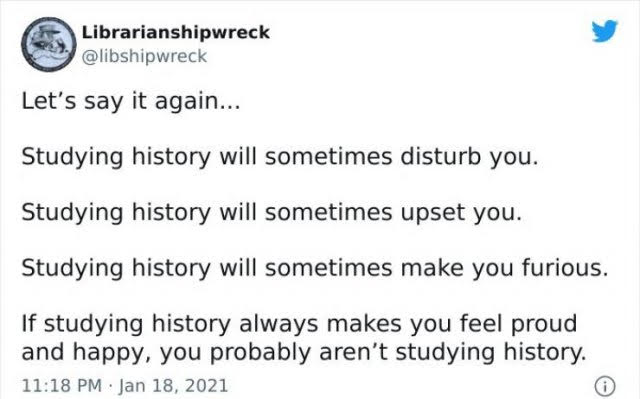 Librarianshipwreck
@libshipwreck
Let's say it again...
Studying history will sometimes disturb you.
Studying history will sometimes upset you.
Studying history will sometimes make you furious.
If studying history always makes you feel proud
and happy, you probably aren't studying history.
11:18 PM · Jan 18, 2021